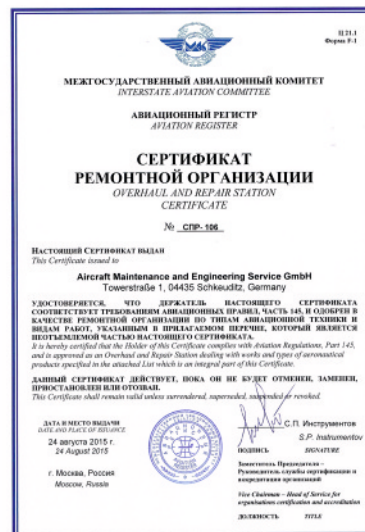 МАК
Ц 21.1
Форма F-1
МЕЖГОСУДАРСТВЕННЫЙ АВИАЦИОННЫЙ КОМИТЕТ
INTERSTATE AVIATION COMMITTEE
АВИАЦИОННЫЙ РЕГИСТР
AVIATION REGISTER
СЕРТИФИКАТ
РЕМОНТНОЙ ОРГАНИЗАЦИИ
OVERHAUL AND REPAIR STATION
CERTIFICATE
№ СПР- 106
НАСТОЯЩИЙ СЕРТИФИКАТ ВЫДАН
This Certificate issued to
Aircraft Maintenance and Engineering Service GmbH
Towerstraße 1, 04435 Schkeuditz, Germany
УДОСТОВЕРЯЕТСЯ, ЧТО ДЕРЖАТЕЛЬ НАСТОЯЩЕГО СЕРТИФИКАТА
СООТВЕТСТВУЕТ ТРЕБОВАНИЯМ АВИАЦИОННЫХ ПРАВИЛ, ЧАСТЬ 145, И ОДОБРЕН В
КАЧЕСТВЕ РЕМОНТНОЙ ОРГАНИЗАЦИИ ПО ТИПАМ АВИАЦИОННОЙ ТЕХНИКИ И
ВИДАМ РАБОТ, УКАЗАННЫМ В ПРИЛАГАЕМОМ ПЕРЕЧНЕ, КОТОРЫЙ ЯВЛЯЕТСЯ
НЕОТЪЕМЛЕМОЙ ЧАСТЬЮ НАСТОЯЩЕГО СЕРТИФИКАТА.
It is hereby certified that the Holder of this Certificate complies with Aviation Regulations, Part 145,
and is approved as an Overhaul and Repair Station dealing with works and types of aeronautical
products specified in the attached List which is an integral part of this Certificate.
ДАННЫЙ СЕРТИФИКАТ ДЕЙСТВУЕТ, ПОКА ОН НЕ БУДЕТ ОТМЕНЕН, ЗАМЕНЕН,
ПРИОСТАНОВЛЕН ИЛИ ОТОЗВАН.
This Certificate shall remain valid unless surrendered, superseded, suspended or revoked.
ДАТА И МЕСТО ВЫДАЧИ
DATE AND PLACE OF ISSUANCE
24 августа 2015 г.
24 August 2015
г. Москва, Россия
Moscow, Russia
С.П. Инструментов
S.P. Instrumentov
ПОДПИСЬ SIGNATURE
Заместитель Председателя –
Руководитель службы сертификации и
аккредитации организаций
Vice Chairman – Head of Service for
organisations certification and accreditation
ДОЛЖНОСТЬ TITLE